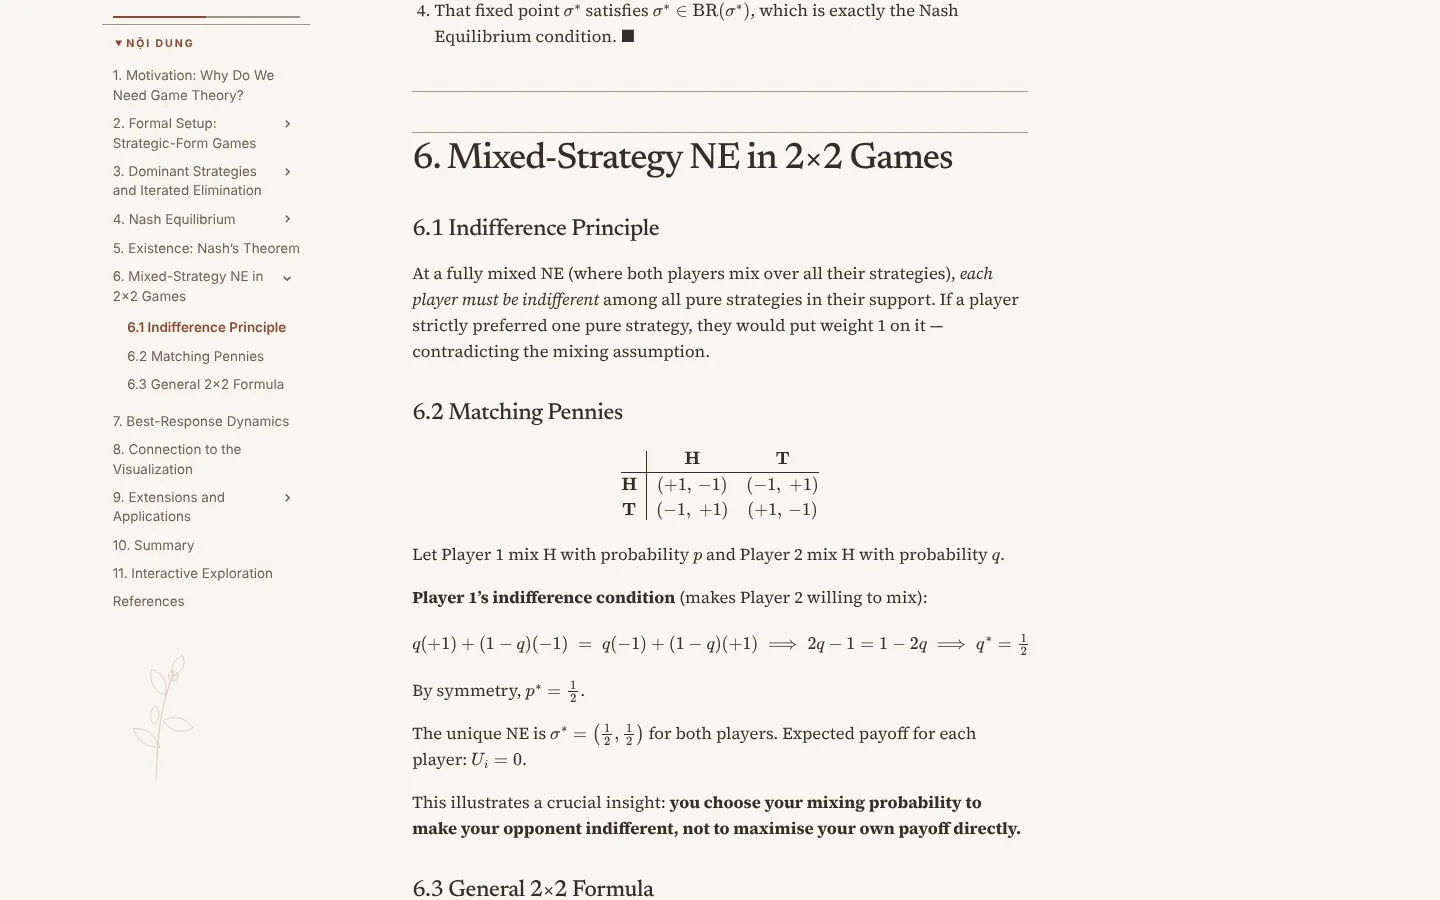 ▼ NỘI DUNG
1. Motivation: Why Do We
Need Game Theory?
2. Formal Setup:
Strategic-Form Games
3. Dominant Strategies
and Iterated Elimination
4. Nash Equilibrium
5. Existence: Nash’s Theorem
6. Mixed-Strategy NE in
2×2 Games
6.1 Indifference Principle
6.2 Matching Pennies
6.3 General 2×2 Formula
7. Best-Response Dynamics
8. Connection to the
Visualization
9. Extensions and
Applications
10. Summary
11. Interactive Exploration
References
4. That fixed point σ* satisfies σ* ∈ BR(σ*), which is exactly the Nash
Equilibrium condition. ■
6. Mixed-Strategy NE in 2×2 Games
6.1 Indifference Principle
At a fully mixed NE (where both players mix over all their strategies), each
player must be indifferent among all pure strategies in their support. If a player
strictly preferred one pure strategy, they would put weight 1 on it —
contradicting the mixing assumption.
6.2 Matching Pennies
H T
H (+1, −1) (−1, +1)
T (−1, +1) (+1, −1)
Let Player 1 mix H with probability p and Player 2 mix H with probability q.
Player 1’s indifference condition (makes Player 2 willing to mix):
q(+1) + (1 − q)(−1) = q(−1) + (1 − q)(+1) ⟹ 2q − 1 = 1 − 2q ⟹ q* = 1/2
By symmetry, p* = 1/2.
The unique NE is σ* = (1/2, 1/2) for both players. Expected payoff for each
player: Uᵢ = 0.
This illustrates a crucial insight: you choose your mixing probability to
make your opponent indifferent, not to maximise your own payoff directly.
6.3 General 2×2 Formula